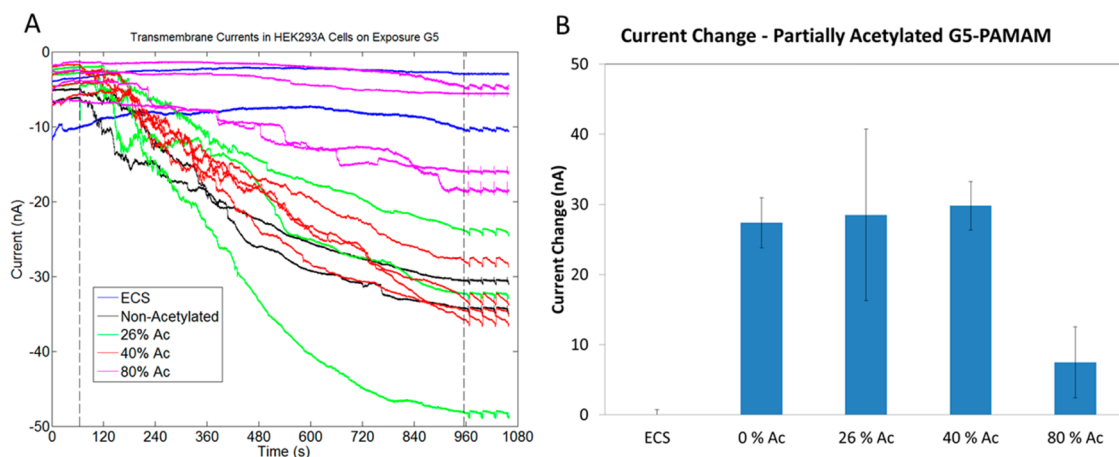 A
Transmembrane Currents in HEK293A Cells on Exposure G5
0
-10
-20
-30
-40
-50
Current (nA)
ECS
Non-Acetylated
26% Ac
40% Ac
80% Ac
0 120 240 360 480 600 720 840 960 1080
Time (s)
B
Current Change - Partially Acetylated G5-PAMAM
50
40
30
20
10
0
Current Change (nA)
ECS 0 % Ac 26 % Ac 40 % Ac 80 % Ac